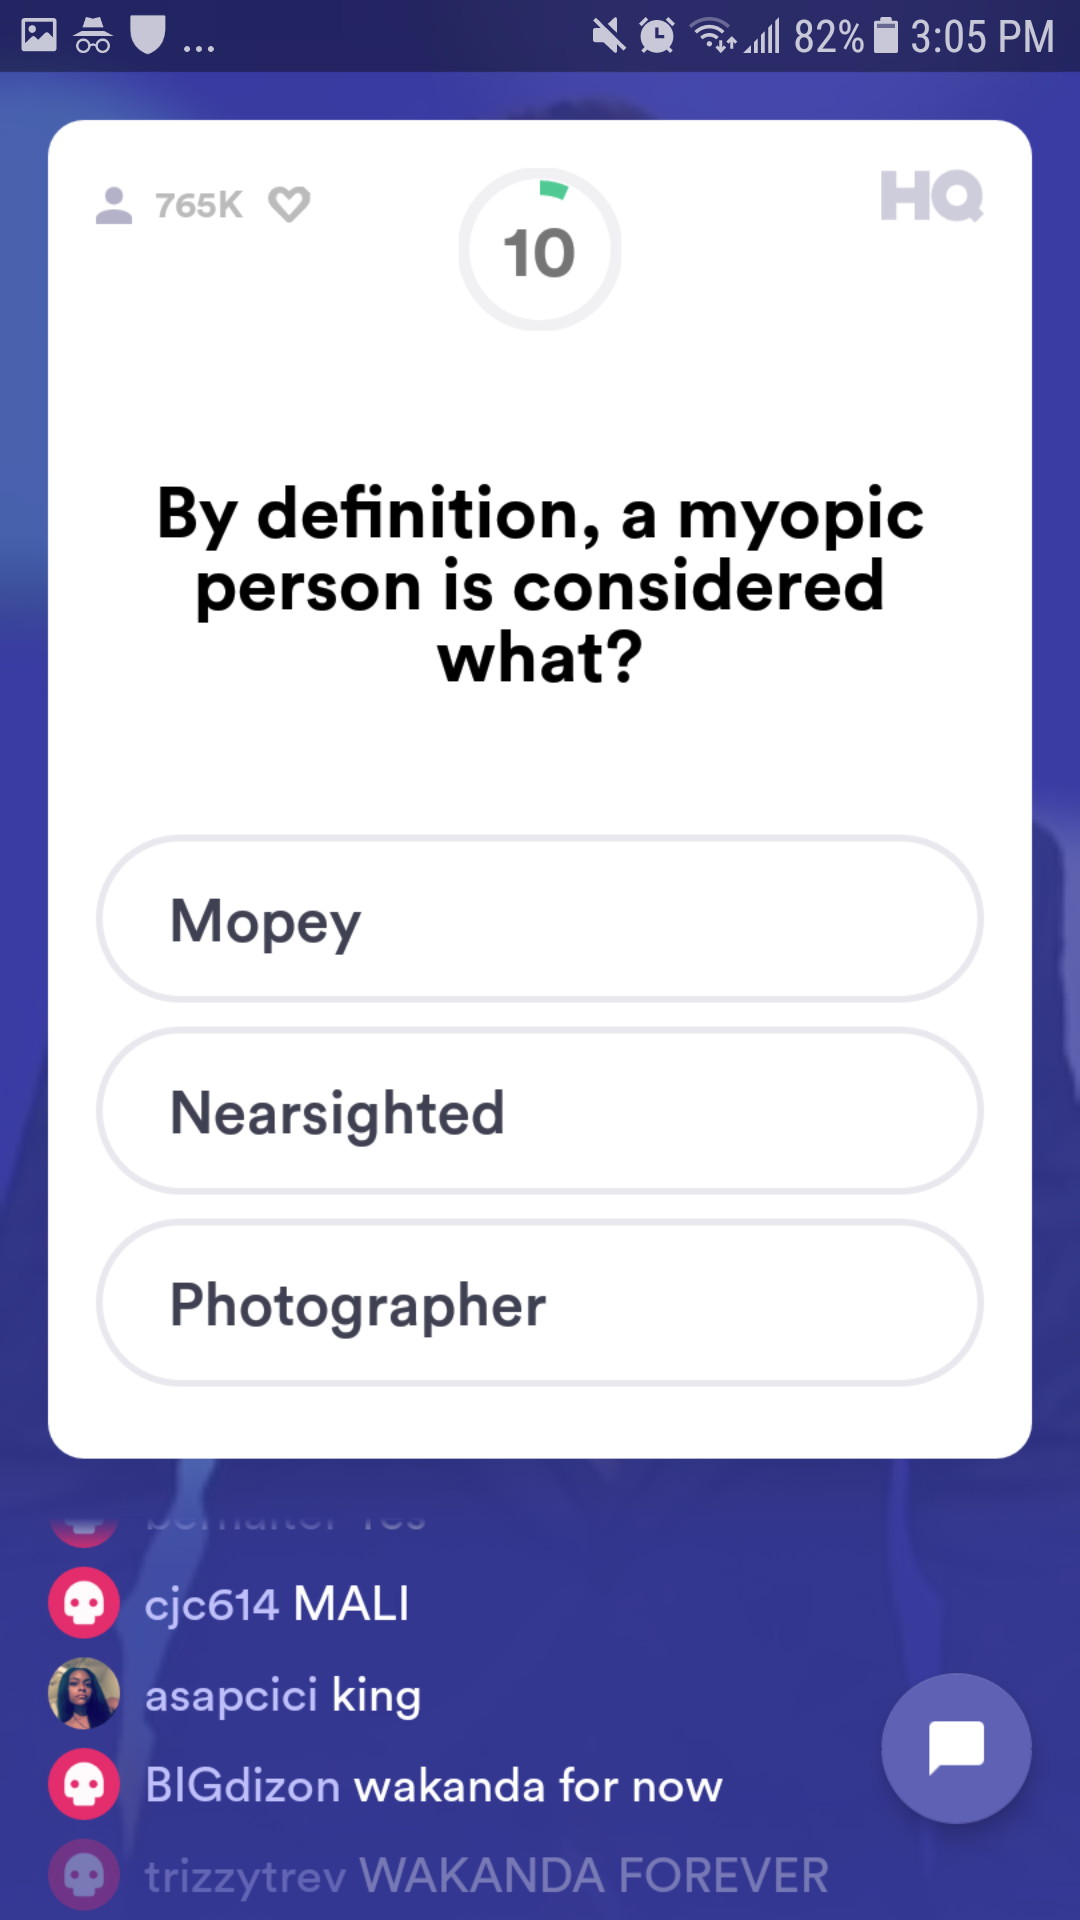 ... 82% 3:05 PM
765K 10 HQ
By definition, a myopic
person is considered
what?
Mopey
Nearsighted
Photographer
Yes
cjc614 MALI
asapcici king
BIGdizon wakanda for now
trizzytrev WAKANDA FOREVER